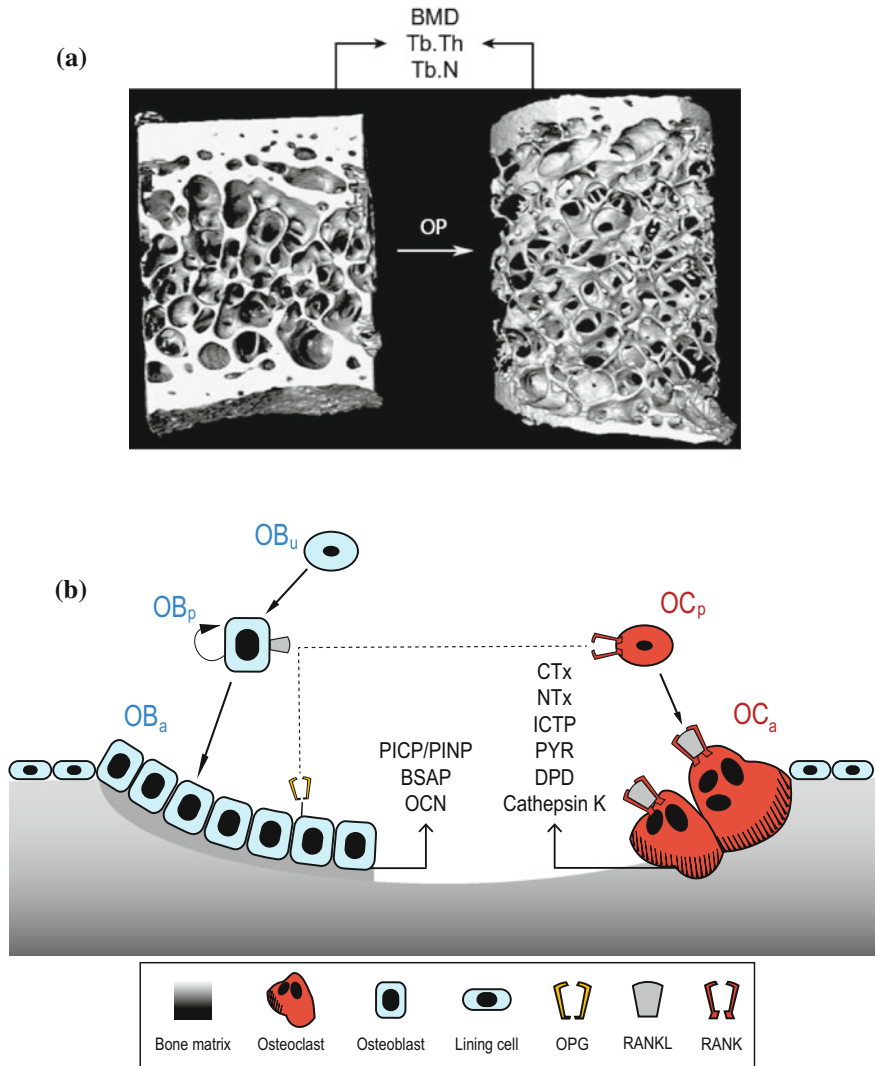 (a)
BMD
Tb.Th
Tb.N
OP
(b)
OBu
OBp
OBa
OCp
OCa
PICP/PINP
BSAP
OCN
CTx
NTx
ICTP
PYR
DPD
Cathepsin K
Bone matrix
Osteoclast
Osteoblast
Lining cell
OPG
RANKL
RANK